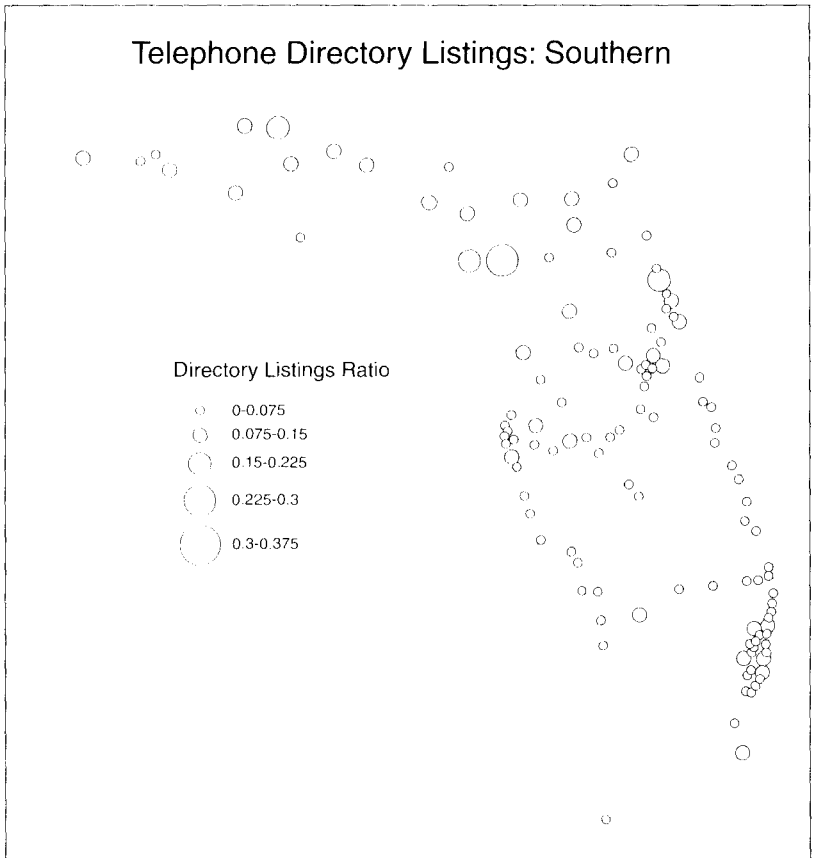 Telephone Directory Listings: Southern
Directory Listings Ratio
0-0.075
0.075-0.15
0.15-0.225
0.225-0.3
0.3-0.375